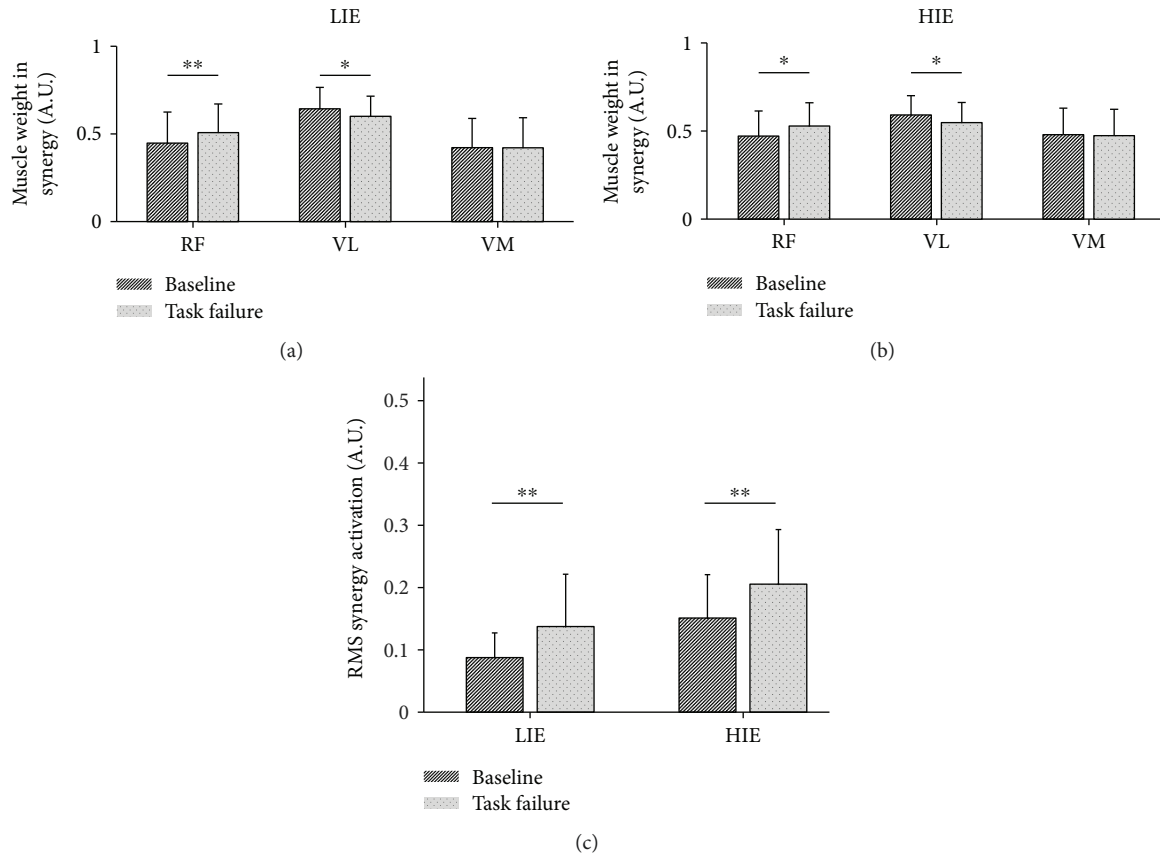 LIE
Muscle weight in
synergy (A.U.)
1
0.5
0
**
*
RF
VL
VM
Baseline
Task failure
(a)
HIE
Muscle weight in
synergy (A.U.)
1
0.5
0
*
*
RF
VL
VM
Baseline
Task failure
(b)
RMS synergy activation (A.U.)
0.5
0.4
0.3
0.2
0.1
0
**
**
LIE
HIE
Baseline
Task failure
(c)